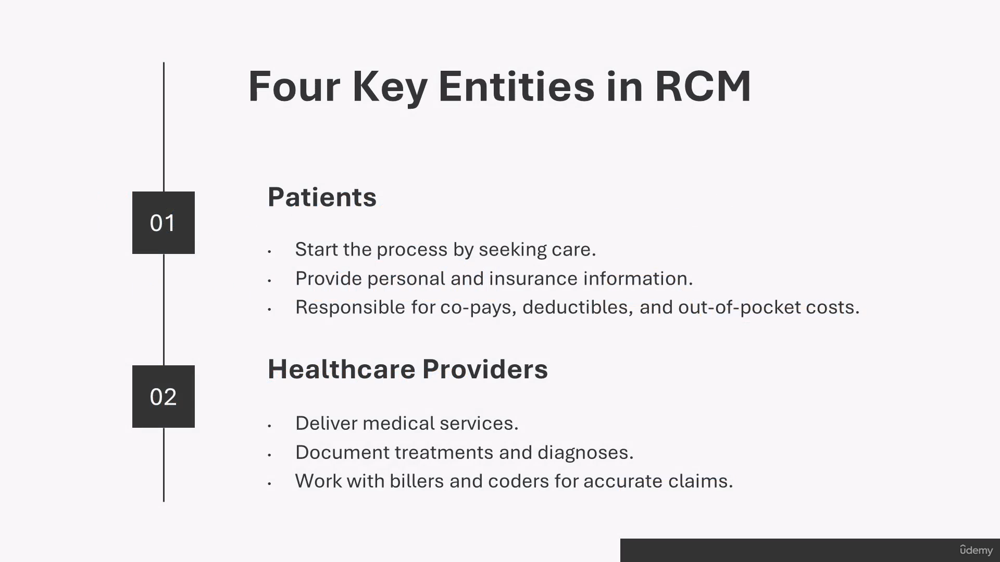 Four Key Entities in RCM
01
Patients
• Start the process by seeking care.
• Provide personal and insurance information.
• Responsible for co-pays, deductibles, and out-of-pocket costs.
02
Healthcare Providers
• Deliver medical services.
• Document treatments and diagnoses.
• Work with billers and coders for accurate claims.
udemy